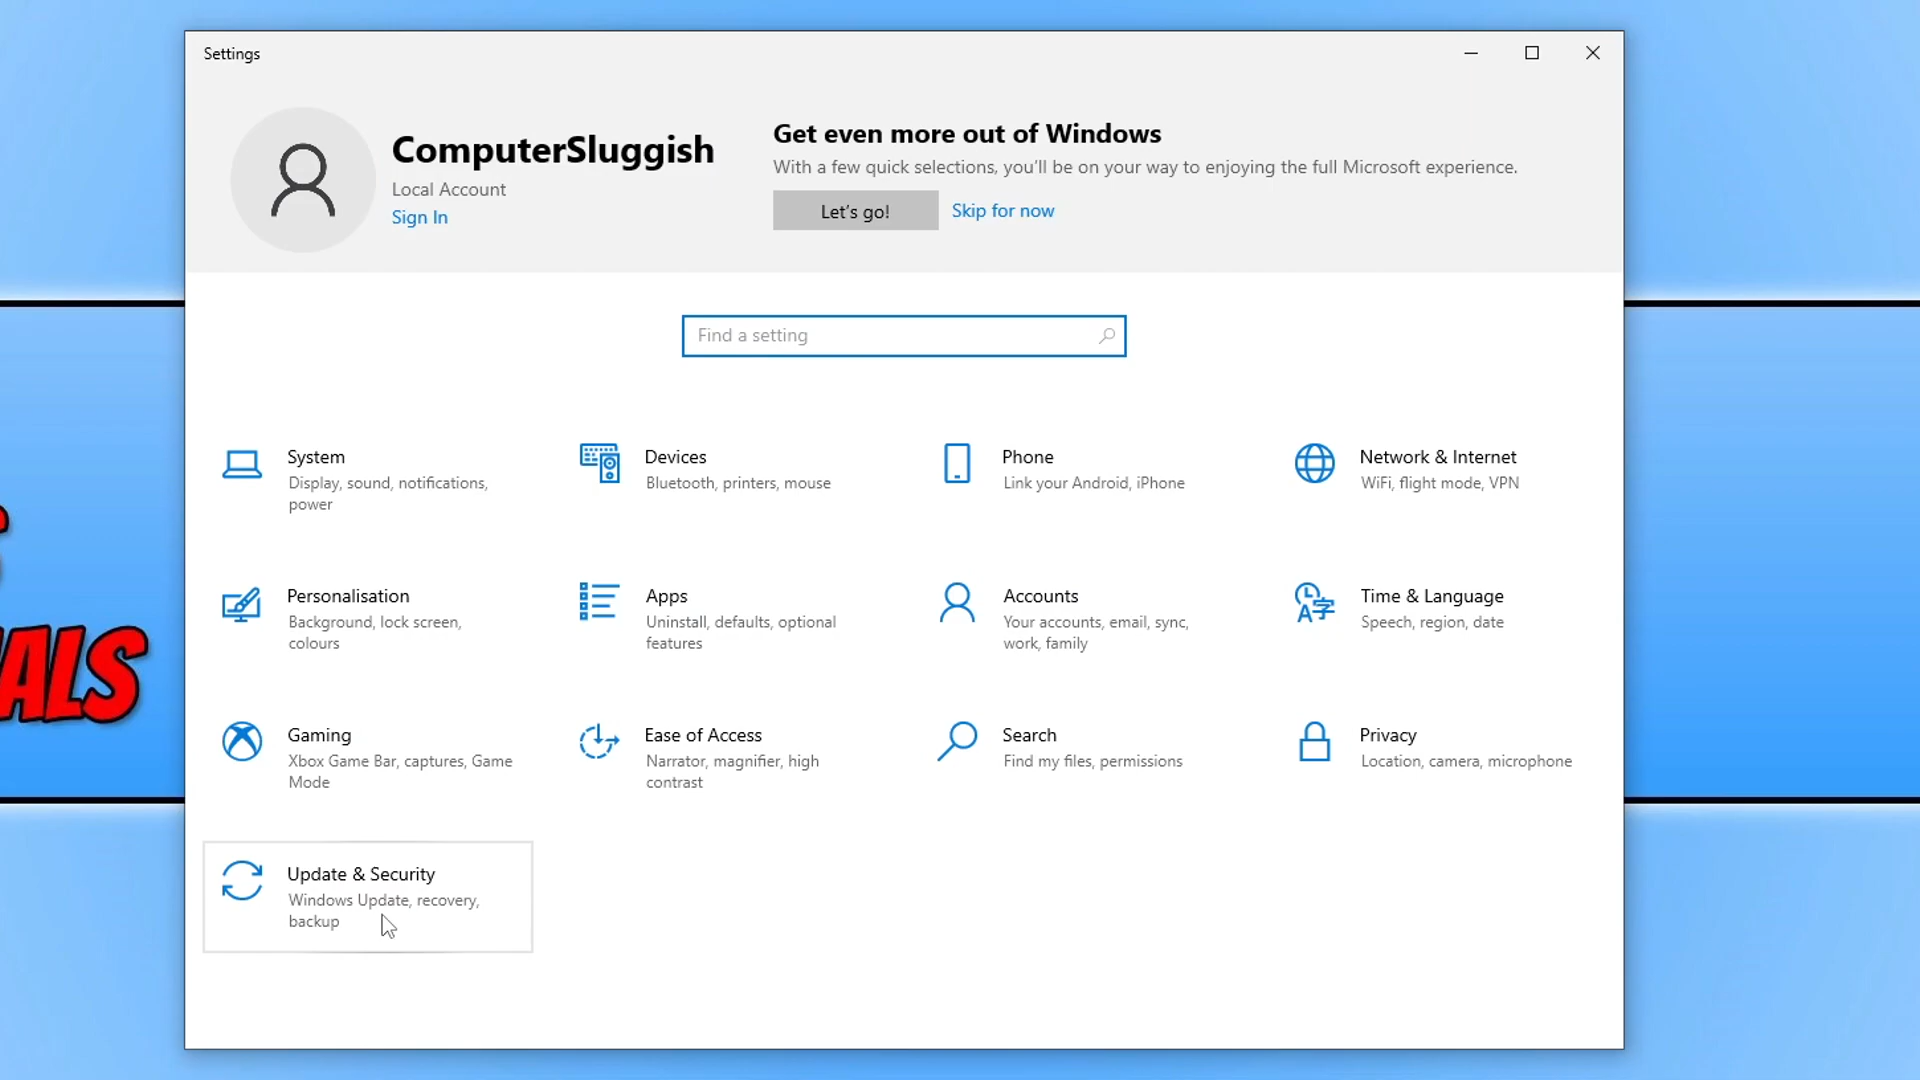 Settings
ComputerSluggish
Local Account
Sign In
Get even more out of Windows
With a few quick selections, you'll be on your way to enjoying the full Microsoft experience.
Let's go!
Skip for now
Find a setting
System
Display, sound, notifications,
power
Devices
Bluetooth, printers, mouse
Phone
Link your Android, iPhone
Network & Internet
WiFi, flight mode, VPN
Personalisation
Background, lock screen,
colours
Apps
Uninstall, defaults, optional
features
Accounts
Your accounts, email, sync,
work, family
Time & Language
Speech, region, date
Gaming
Xbox Game Bar, captures, Game
Mode
Ease of Access
Narrator, magnifier, high
contrast
Search
Find my files, permissions
Privacy
Location, camera, microphone
Update & Security
Windows Update, recovery,
backup
ALS